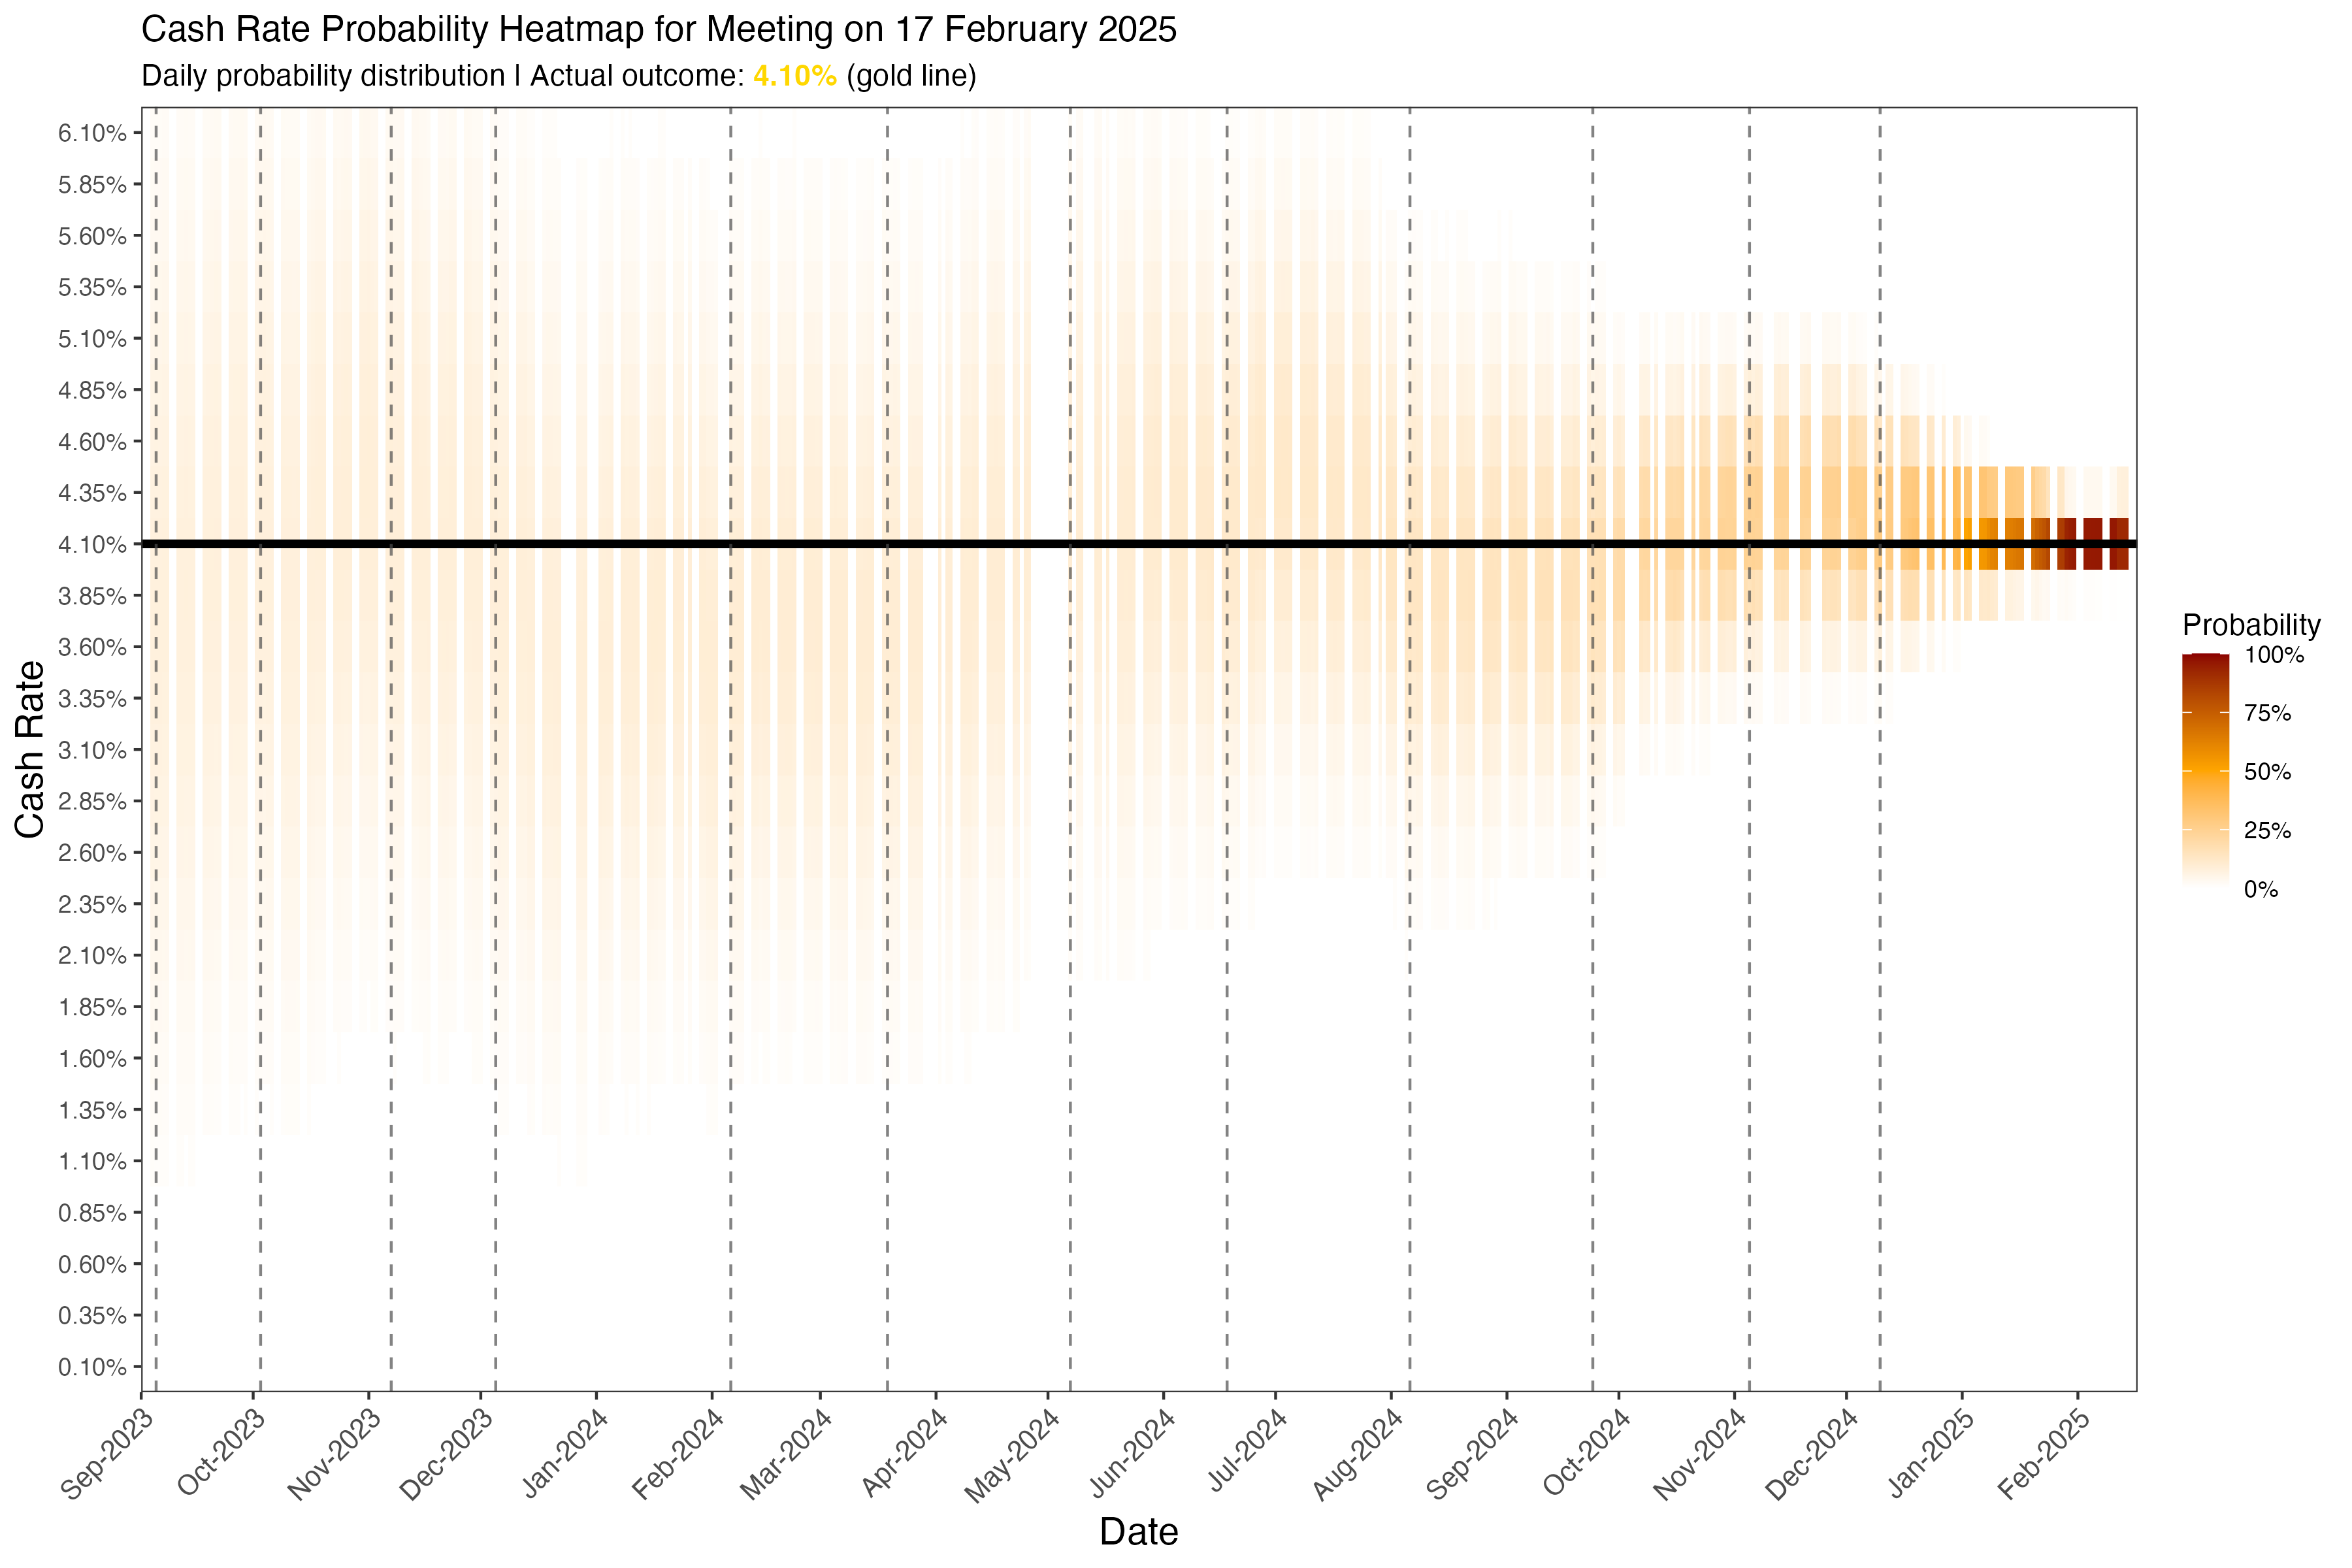 Cash Rate Probability Heatmap for Meeting on 17 February 2025
Daily probability distribution | Actual outcome: 4.10% (gold line)
6.10%
5.85%
5.60%
5.35%
5.10%
4.85%
4.60%
4.35%
4.10%
3.85%
3.60%
3.35%
3.10%
2.85%
2.60%
2.35%
2.10%
1.85%
1.60%
1.35%
1.10%
0.85%
0.60%
0.35%
0.10%
Cash Rate
Sep-2023
Oct-2023
Nov-2023
Dec-2023
Jan-2024
Feb-2024
Mar-2024
Apr-2024
May-2024
Jun-2024
Jul-2024
Aug-2024
Sep-2024
Oct-2024
Nov-2024
Dec-2024
Jan-2025
Feb-2025
Date
Probability
100%
75%
50%
25%
0%